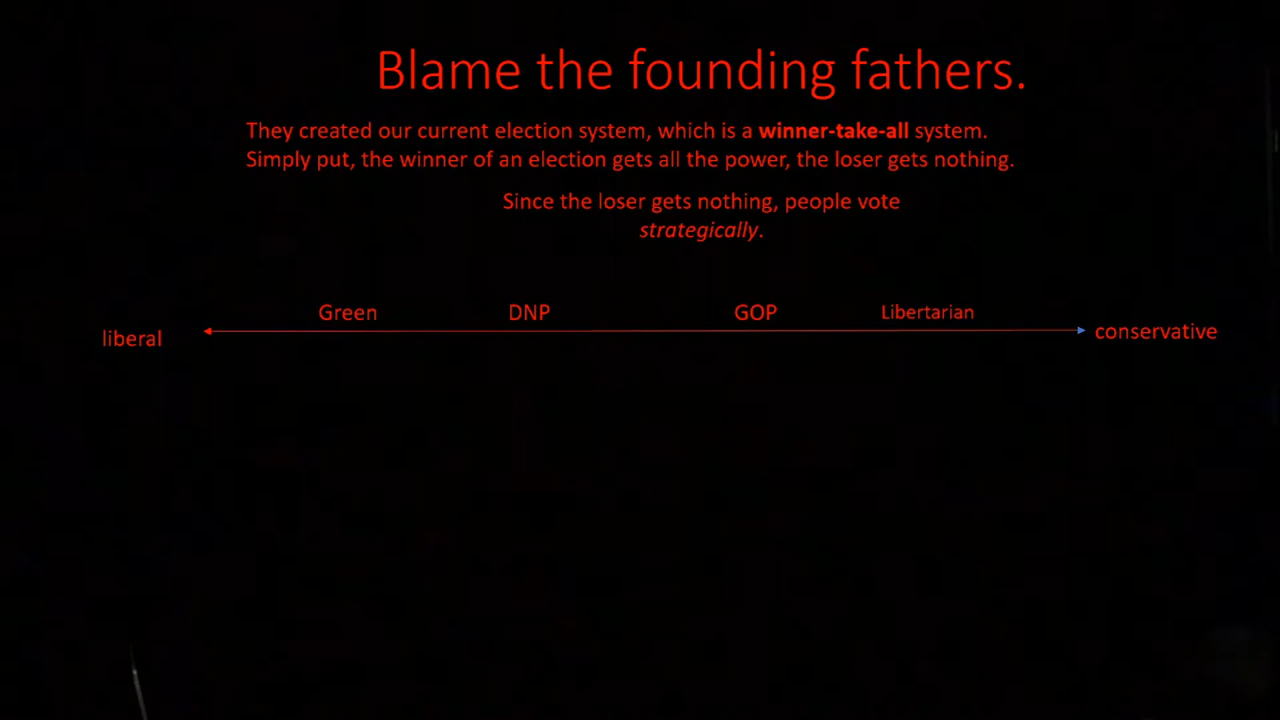 Blame the founding fathers.
They created our current election system, which is a winner-take-all system.
Simply put, the winner of an election gets all the power, the loser gets nothing.
Since the loser gets nothing, people vote
strategically.
Green DNP GOP Libertarian
liberal conservative